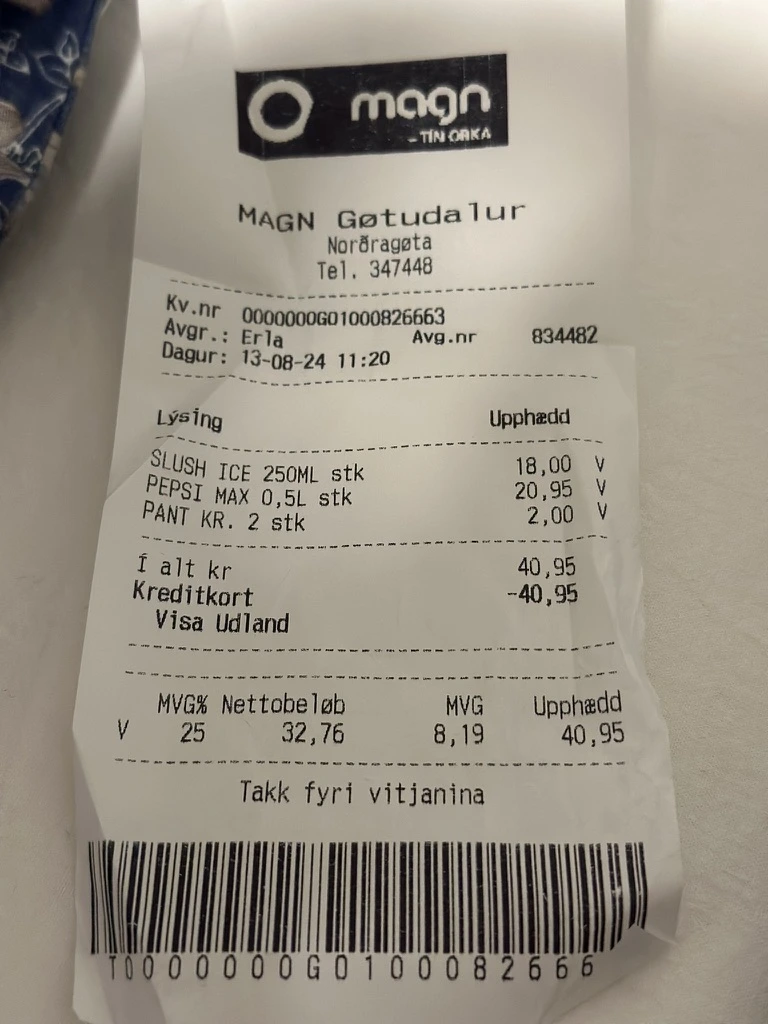 magn
- TÍN ORKA
MAGN Gøtudalur
Norðragøta
Tel. 347448
Kv.nr 0000000G01000826663
Avgr.: Erla Avg.nr 834482
Dagur: 13-08-24 11:20
Lýsing Upphædd
SLUSH ICE 250ML stk 18,00 V
PEPSI MAX 0,5L stk 20,95 V
PANT KR. 2 stk 2,00 V
Í alt kr 40,95
Kreditkort -40,95
Visa Udland
MVG% Nettobeløb MVG Upphædd
V 25 32,76 8,19 40,95
Takk fyri vitjanina
T0000000G0100082666